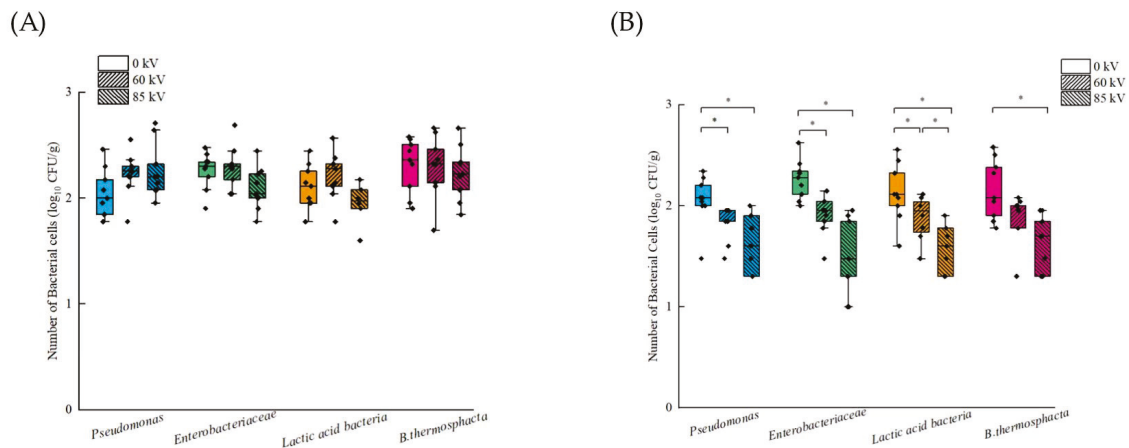 (A)
0 kV
60 kV
85 kV
Number of Bacterial Cells (log10 CFU/g)
3
2
1
0
Pseudomonas
Enterobacteriaceae
Lactic acid bacteria
B.thermosphacta
(B)
0 kV
60 kV
85 kV
Number of Bacterial Cells (log10 CFU/g)
3
2
1
0
* * * *
* * * *
Pseudomonas
Enterobacteriaceae
Lactic acid bacteria
B.thermosphacta